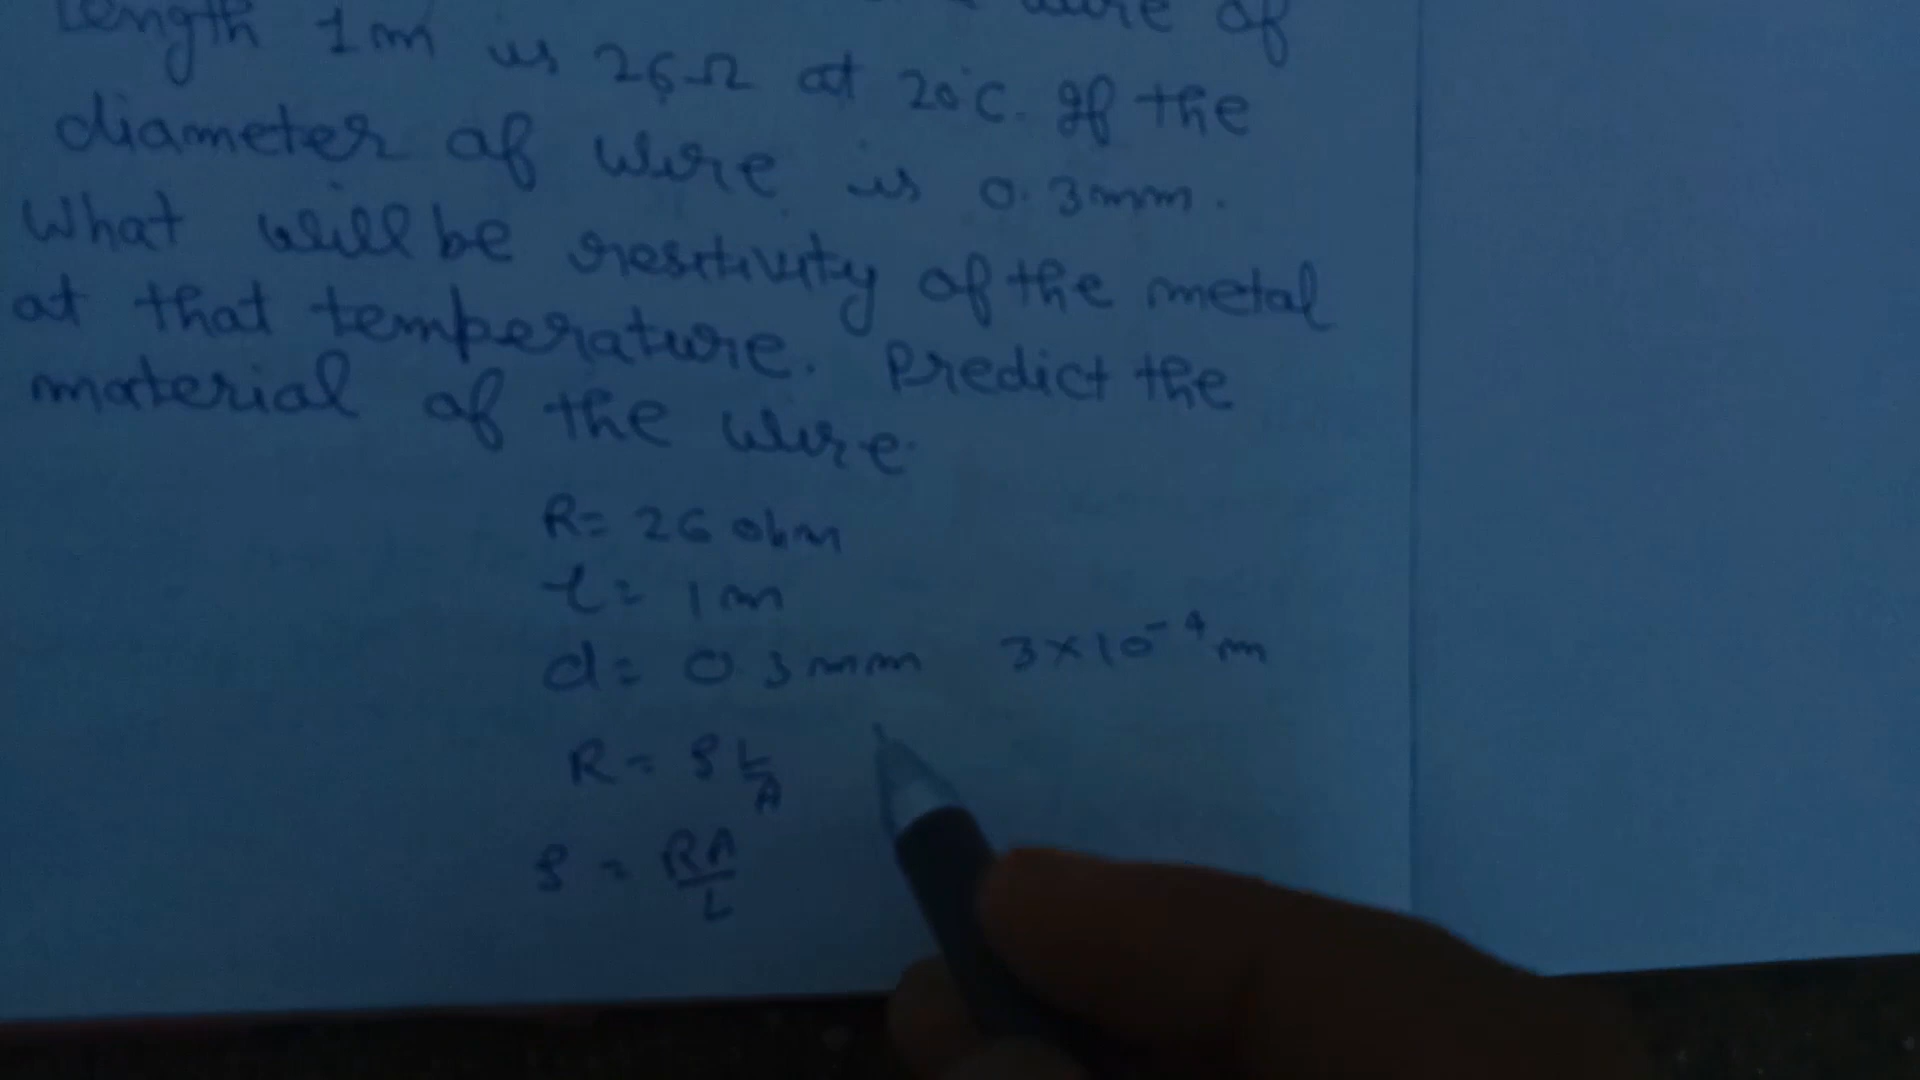 Length 1m is 26Ω at 20°C. If the
diameter of wire is 0.3mm.
What will be resitivity of the metal
at that temperature. Predict the
material of the wire.
R= 26 ohm
l= 1m
d= 0.3mm 3×10⁻⁴m
R= ρ L/A
ρ = RA/L